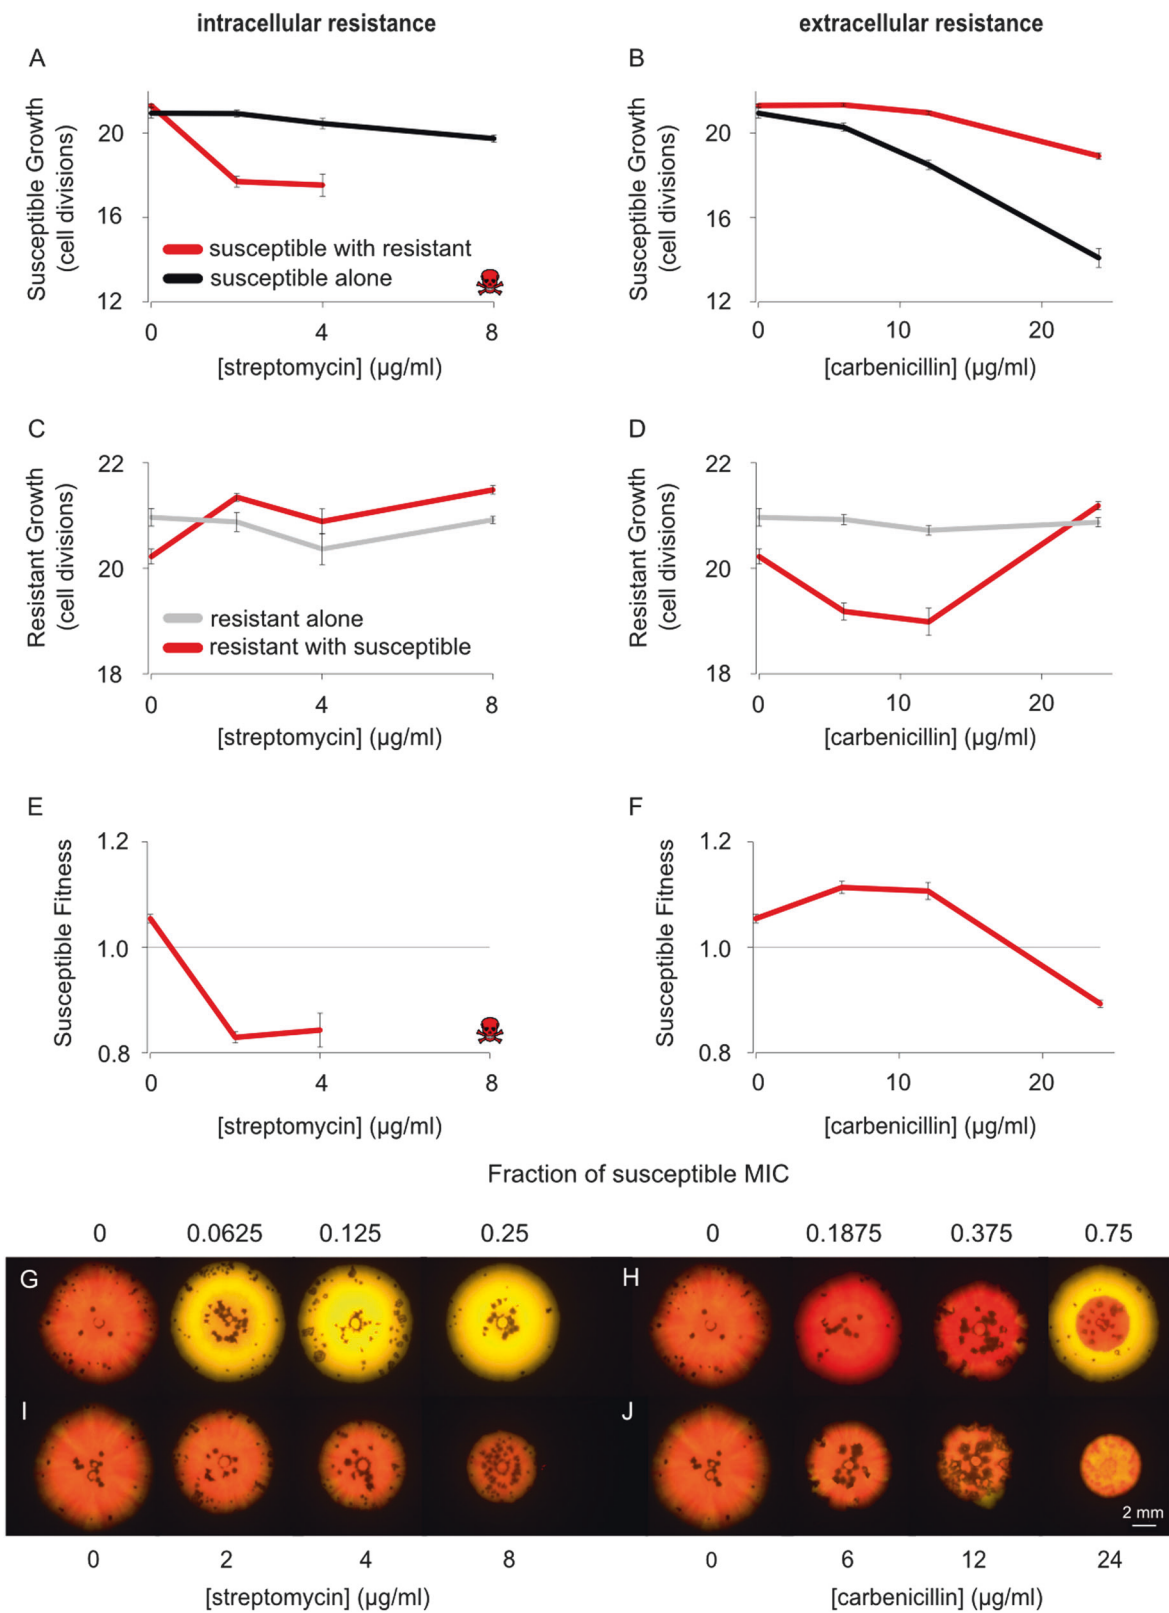 intracellular resistance
extracellular resistance
A
Susceptible Growth
(cell divisions)
20
16
12
susceptible with resistant
susceptible alone
0
4
8
[streptomycin] (µg/ml)
B
Susceptible Growth
(cell divisions)
20
16
12
0
10
20
[carbenicillin] (µg/ml)
C
Resistant Growth
(cell divisions)
22
20
18
resistant alone
resistant with susceptible
0
4
8
[streptomycin] (µg/ml)
D
Resistant Growth
(cell divisions)
22
20
18
0
10
20
[carbenicillin] (µg/ml)
E
Susceptible Fitness
1.2
1.0
0.8
0
4
8
[streptomycin] (µg/ml)
F
Susceptible Fitness
1.2
1.0
0.8
0
10
20
[carbenicillin] (µg/ml)
Fraction of susceptible MIC
0 0.0625 0.125 0.25 0 0.1875 0.375 0.75
G H
I J
2 mm
0 2 4 8 0 6 12 24
[streptomycin] (µg/ml) [carbenicillin] (µg/ml)